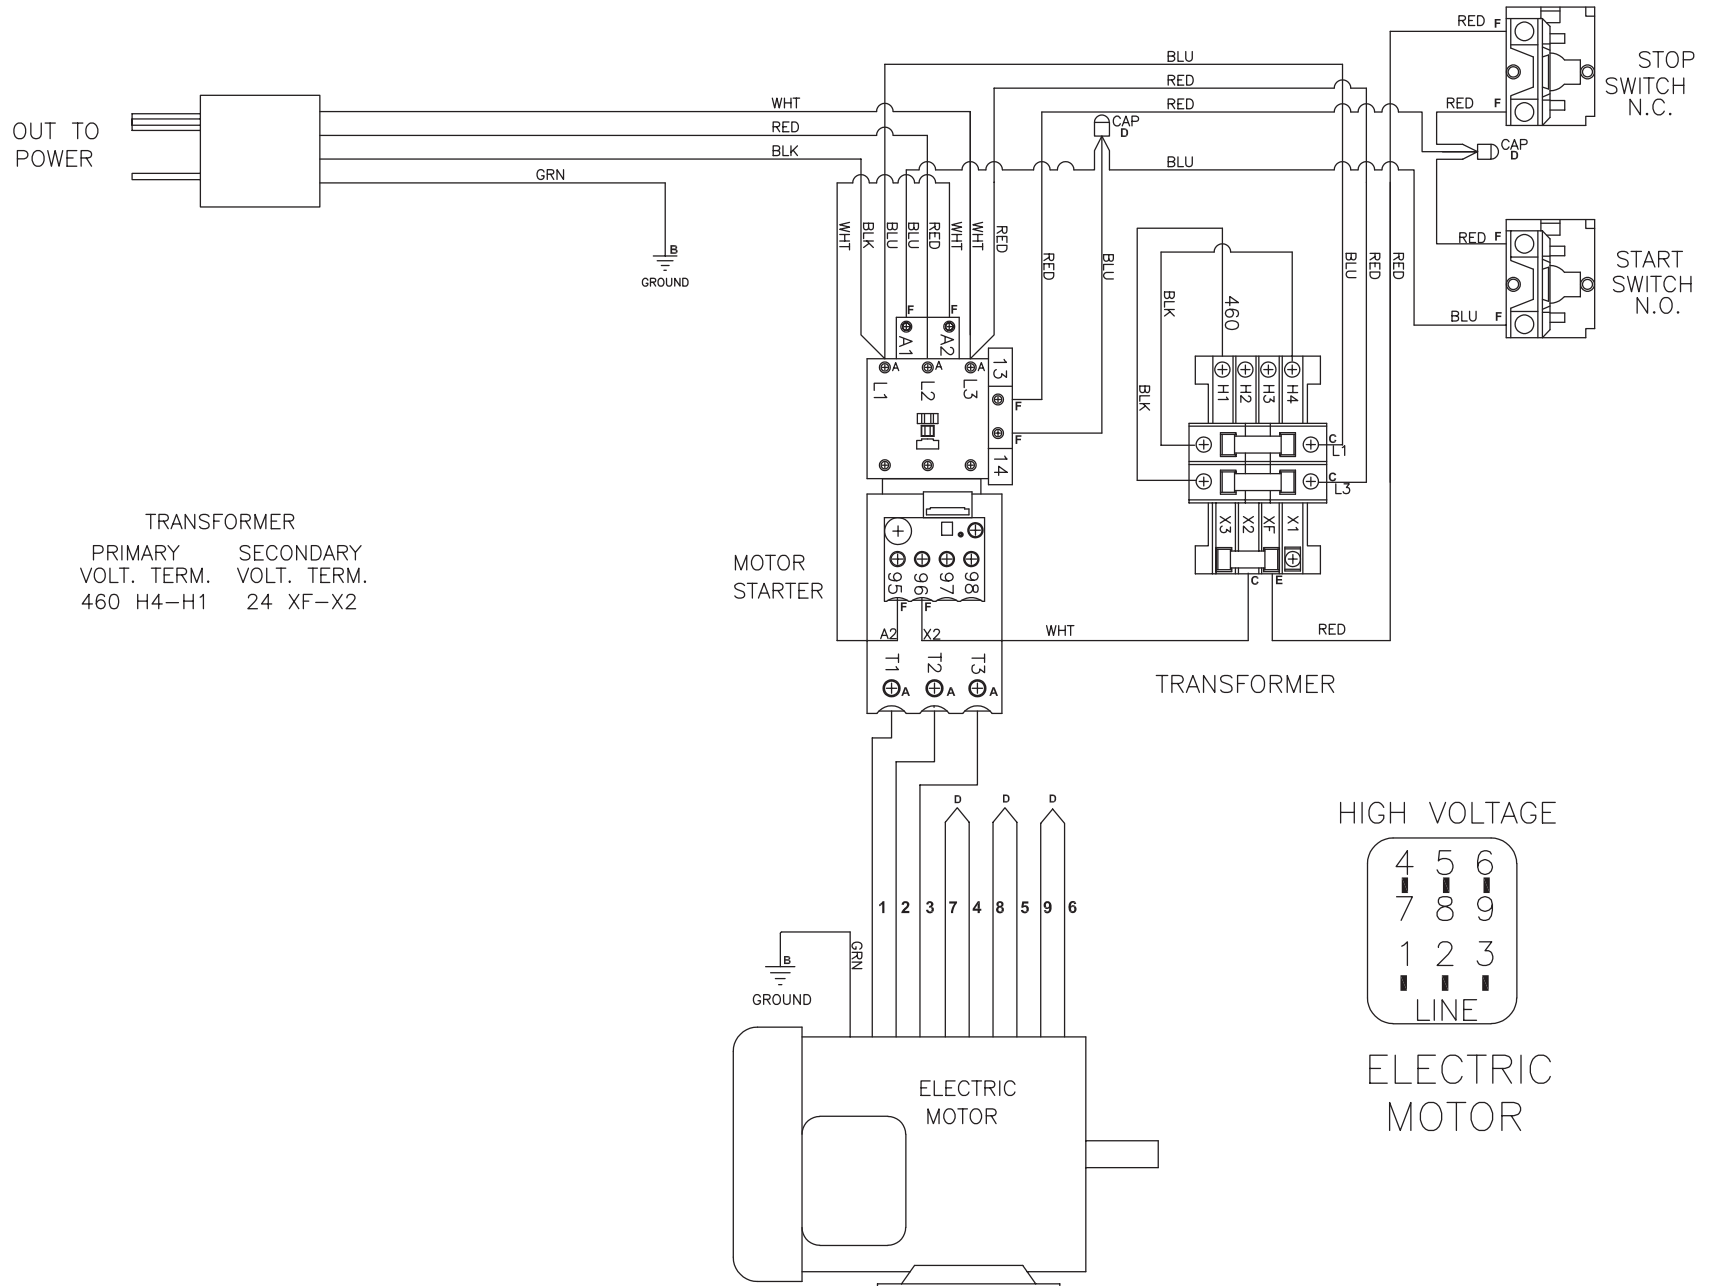 RED F
BLU
STOP
SWITCH
N.C.
RED
WHT
RED
RED F
OUT TO
POWER
RED
CAP
D
CAP
D
BLK
BLU
GRN
WHT
BLK
BLU
BLU
RED
WHT
WHT
RED
RED F
B
GROUND
RED
BLU
BLU
RED
RED
START
SWITCH
N.O.
BLK
460
BLU F
F
F
A1
A2
A
A
A
13
L1
L2
L3
F
H1
H2
H3
H4
BLK
F
C
L1
14
C
L3
TRANSFORMER
PRIMARY SECONDARY
VOLT. TERM. VOLT. TERM.
460 H4-H1 24 XF-X2
X3
X2
XF
X1
MOTOR
STARTER
95
96
97
98
C
E
F
F
A2
X2
WHT
RED
T1
T2
T3
A
A
A
TRANSFORMER
D
D
D
HIGH VOLTAGE
4 5 6
7 8 9
1 2 3
LINE
1
2
3
7
4
8
5
9
6
GRN
B
GROUND
ELECTRIC
MOTOR
ELECTRIC
MOTOR